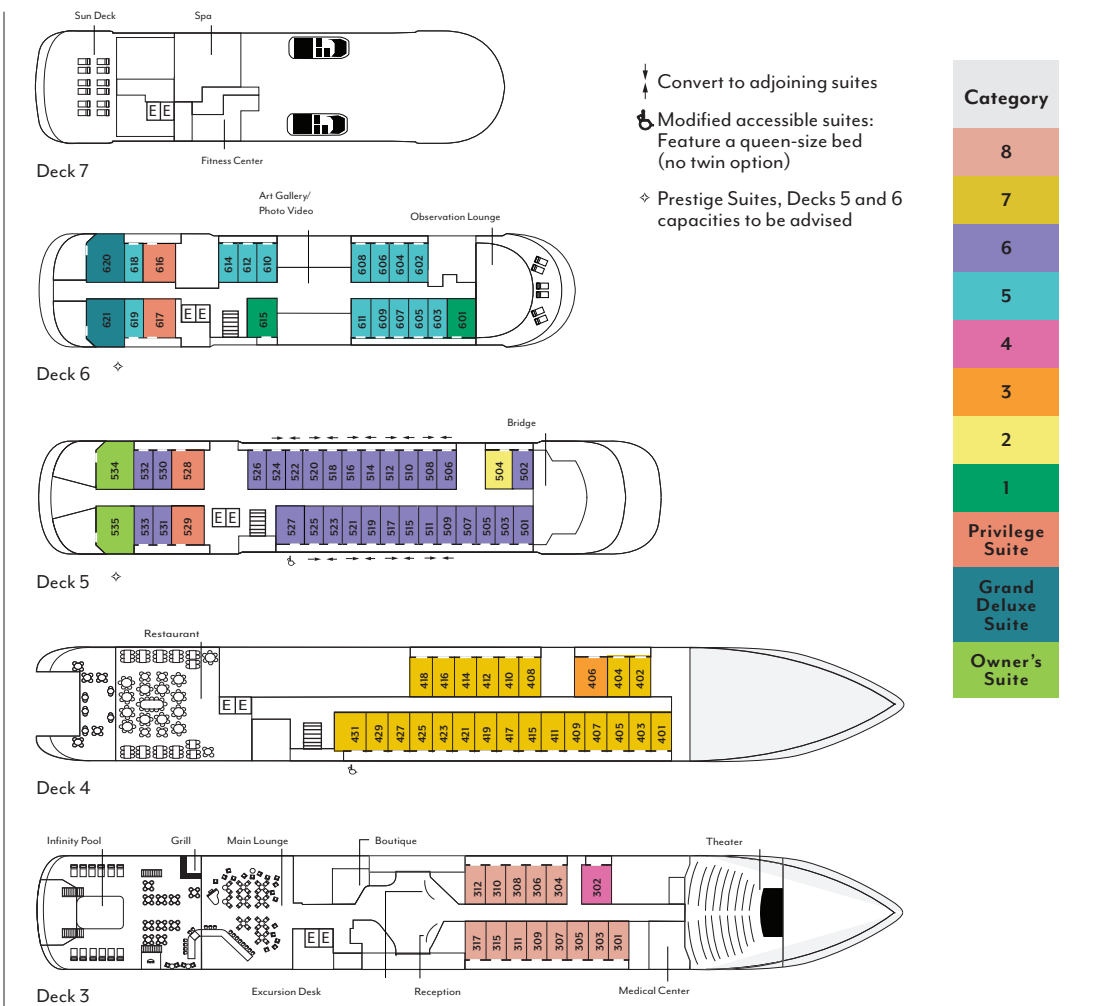 Sun Deck
Spa
E E
Fitness Center
Deck 7
Convert to adjoining suites
Modified accessible suites:
Feature a queen-size bed
(no twin option)
Prestige Suites, Decks 5 and 6
capacities to be advised
Category
8
7
6
5
4
3
2
1
Privilege
Suite
Grand
Deluxe
Suite
Owner's
Suite
Art Gallery/
Photo Video
Observation Lounge
620 618 616 614 612 610 608 606 604 602
E E
621 619 617 615 611 609 607 605 603 601
Deck 6
Bridge
534 532 530 528 526 524 522 520 518 516 514 512 510 508 506 504 502
E E
535 533 531 529 527 525 523 521 519 517 515 511 509 507 505 503 501
Deck 5
Restaurant
418 416 414 412 410 408 406 404 402
E E
431 429 427 425 423 421 419 417 415 411 409 407 405 403 401
Deck 4
Infinity Pool
Grill
Main Lounge
Boutique
Theater
312 310 308 306 304 302
E E
317 315 311 309 307 305 303 301
Excursion Desk
Reception
Medical Center
Deck 3